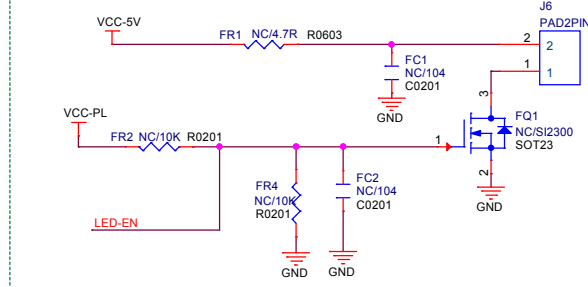 J6
PAD2PIN
VCC-5V
FR1 NC/4.7R R0603
2 2
1 1
FC1
NC/104
C0201
GND
VCC-PL
FR2 NC/10K R0201
3
FQ1
NC/SI2300
SOT23
1
2
GND
FR4
NC/10K
R0201
FC2
NC/104
C0201
LED-EN
GND
GND